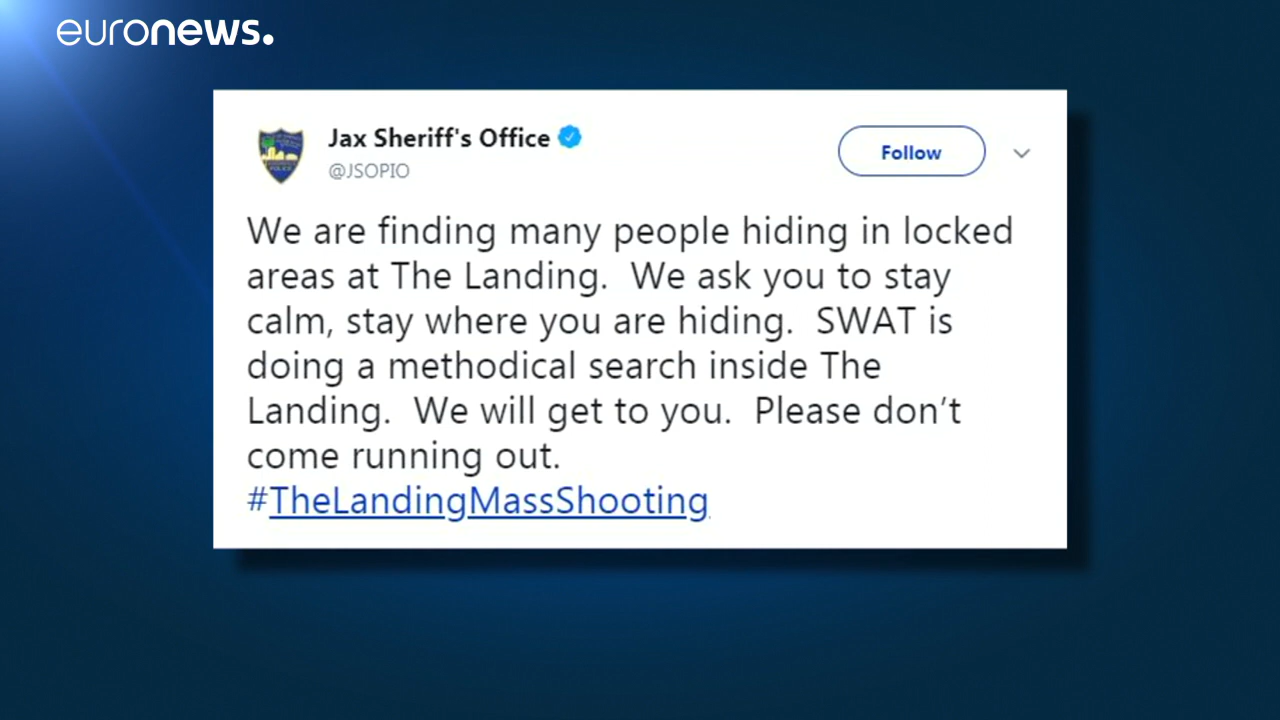 euronews.
Jax Sheriff's Office
@JSOPIO
Follow
We are finding many people hiding in locked
areas at The Landing.  We ask you to stay
calm, stay where you are hiding.  SWAT is
doing a methodical search inside The
Landing.  We will get to you.  Please don’t
come running out.
#TheLandingMassShooting